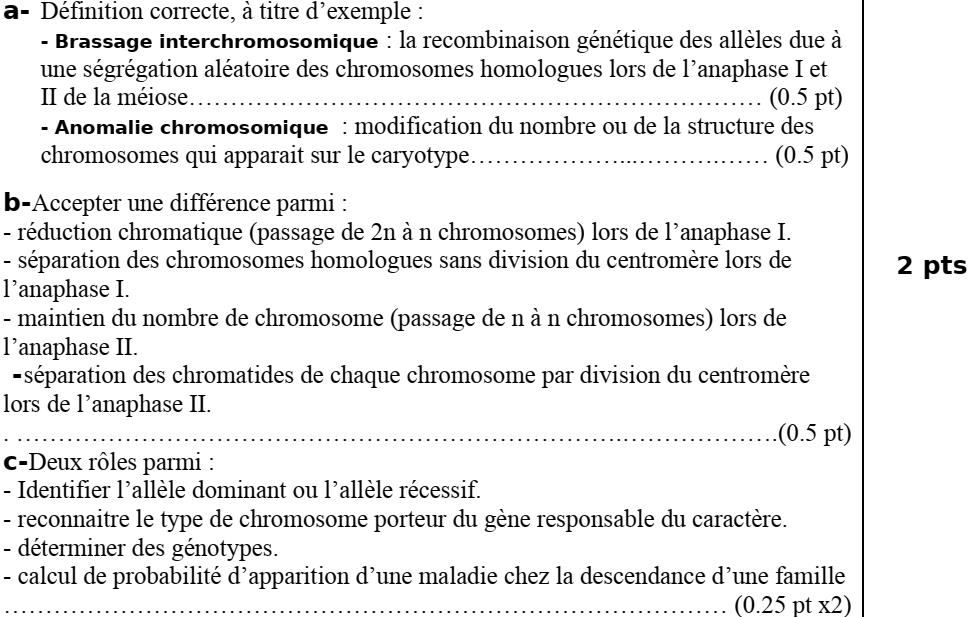 a- Définition correcte, à titre d’exemple :
- Brassage interchromosomique : la recombinaison génétique des allèles due à
une ségrégation aléatoire des chromosomes homologues lors de l’anaphase I et
II de la méiose…………………………………………………………… (0.5 pt)
- Anomalie chromosomique : modification du nombre ou de la structure des
chromosomes qui apparait sur le caryotype………………...……….…… (0.5 pt)
b-Accepter une différence parmi :
- réduction chromatique (passage de 2n à n chromosomes) lors de l’anaphase I.
- séparation des chromosomes homologues sans division du centromère lors de
l’anaphase I.
2 pts
- maintien du nombre de chromosome (passage de n à n chromosomes) lors de
l’anaphase II.
-séparation des chromatides de chaque chromosome par division du centromère
lors de l’anaphase II.
. ……………………………………………………………….……………….(0.5 pt)
c-Deux rôles parmi :
- Identifier l’allèle dominant ou l’allèle récessif.
- reconnaitre le type de chromosome porteur du gène responsable du caractère.
- déterminer des génotypes.
- calcul de probabilité d’apparition d’une maladie chez la descendance d’une famille
…………………………………………………………………………… (0.25 pt x2)